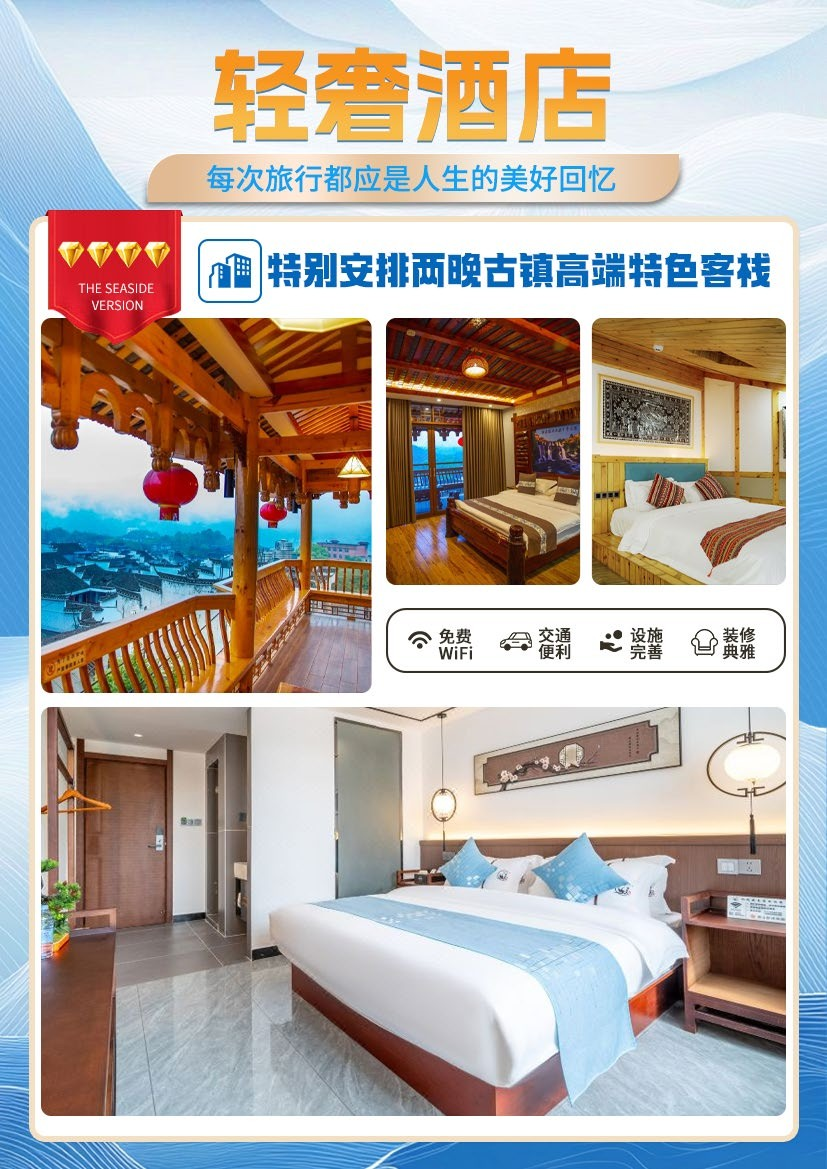 轻奢酒店
每次旅行都应是人生的美好回忆
THE SEASIDE
VERSION
特别安排两晚古镇高端特色客栈
免费
WiFi
交通
便利
设施
完善
装修
典雅